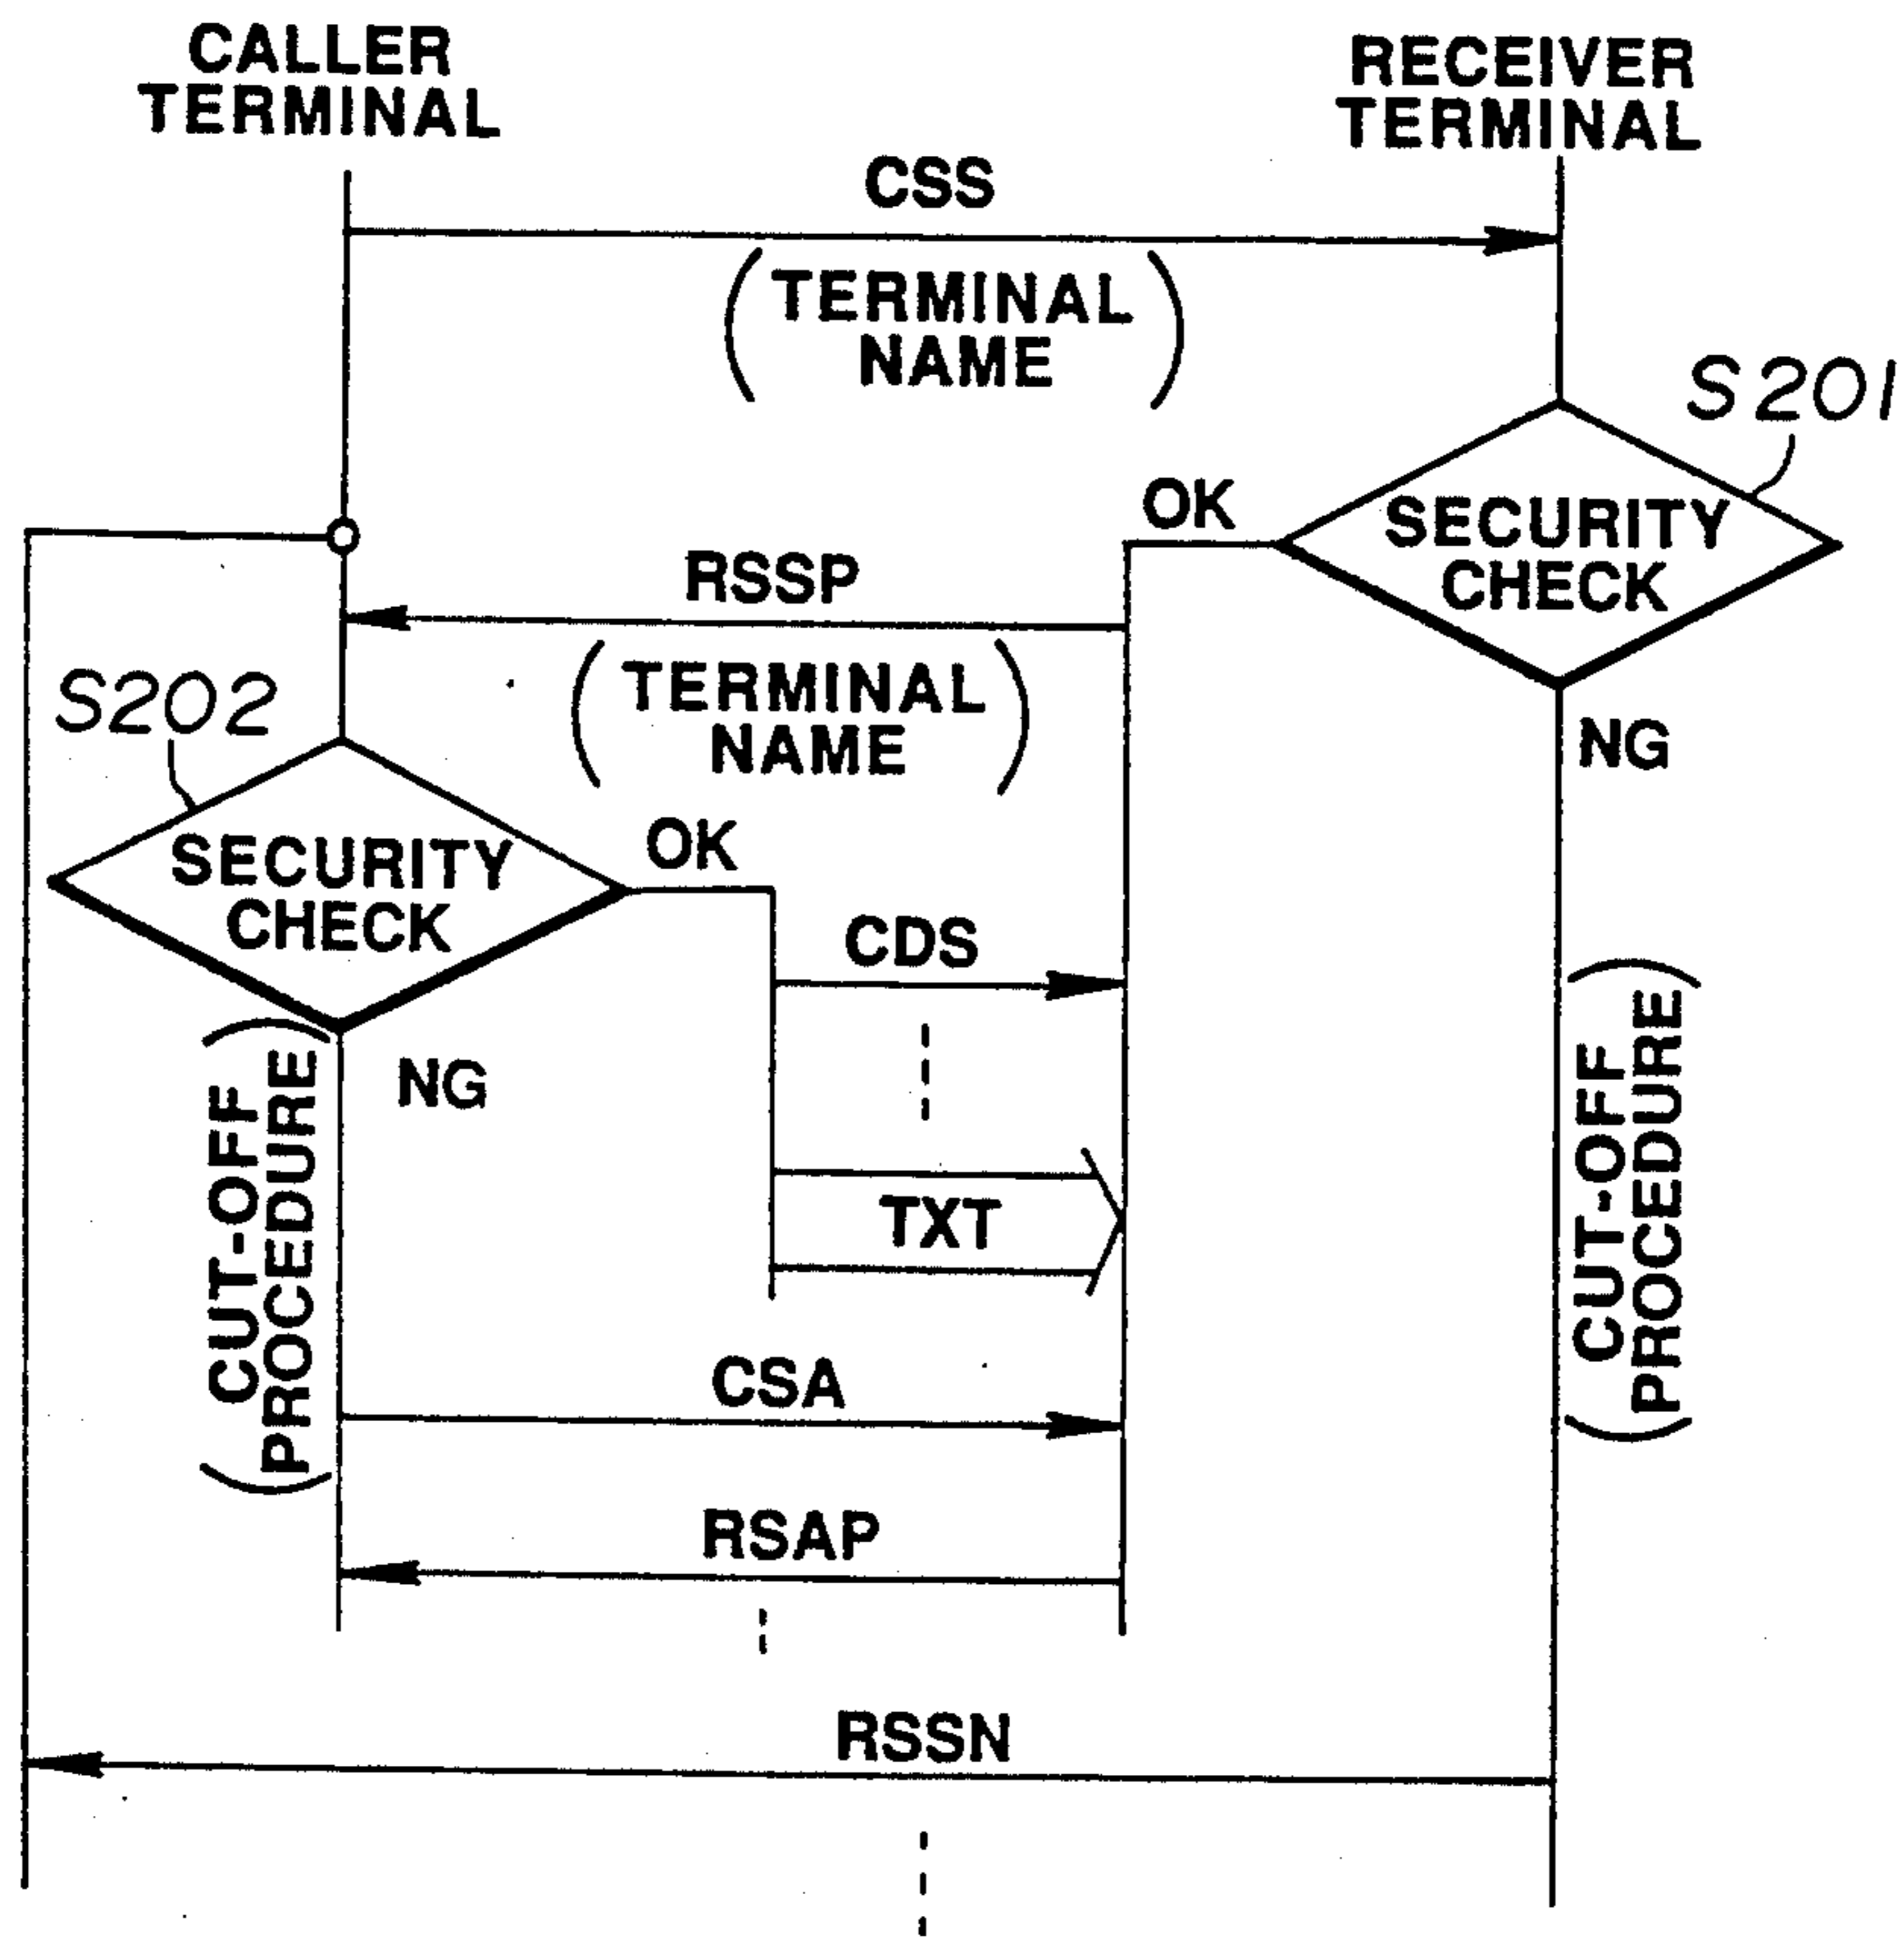 CALLER
TERMINAL
RECEIVER
TERMINAL
CSS
(TERMINAL
NAME)
S201
OK
SECURITY
CHECK
RSSP
(TERMINAL
NAME)
NG
S202
SECURITY
CHECK
OK
CDS
NG
(CUT-OFF
PROCEDURE)
(CUT-OFF
PROCEDURE)
TXT
CSA
RSAP
RSSN